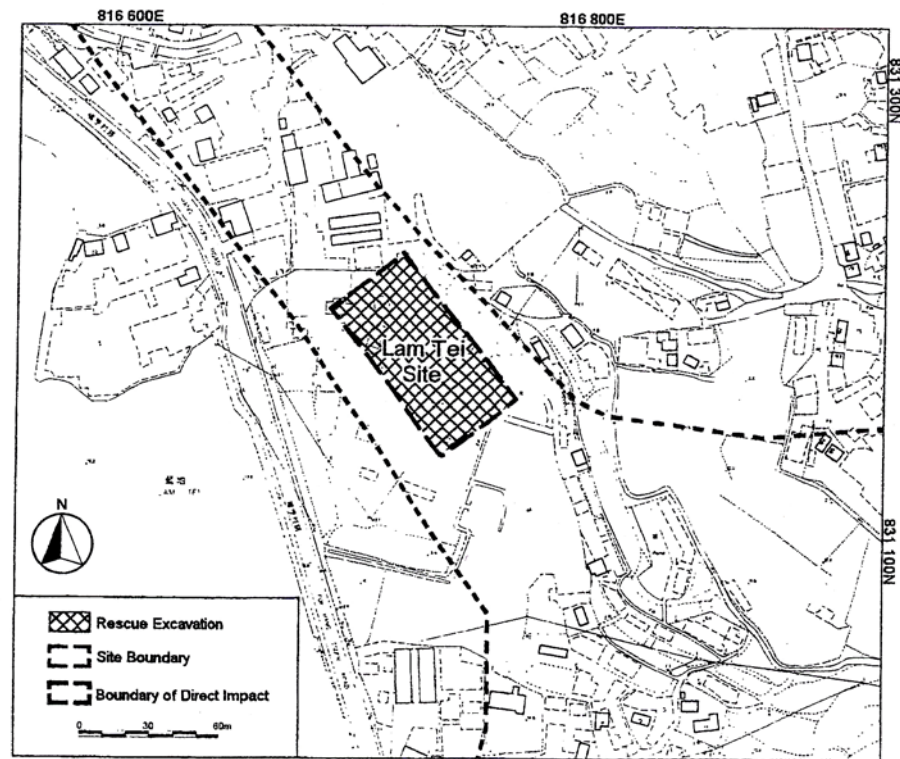 816 600E
816 800E
831 300N
Lam Tei
Site
831 100N
N
Rescue Excavation
Site Boundary
Boundary of Direct Impact
0 30 60m